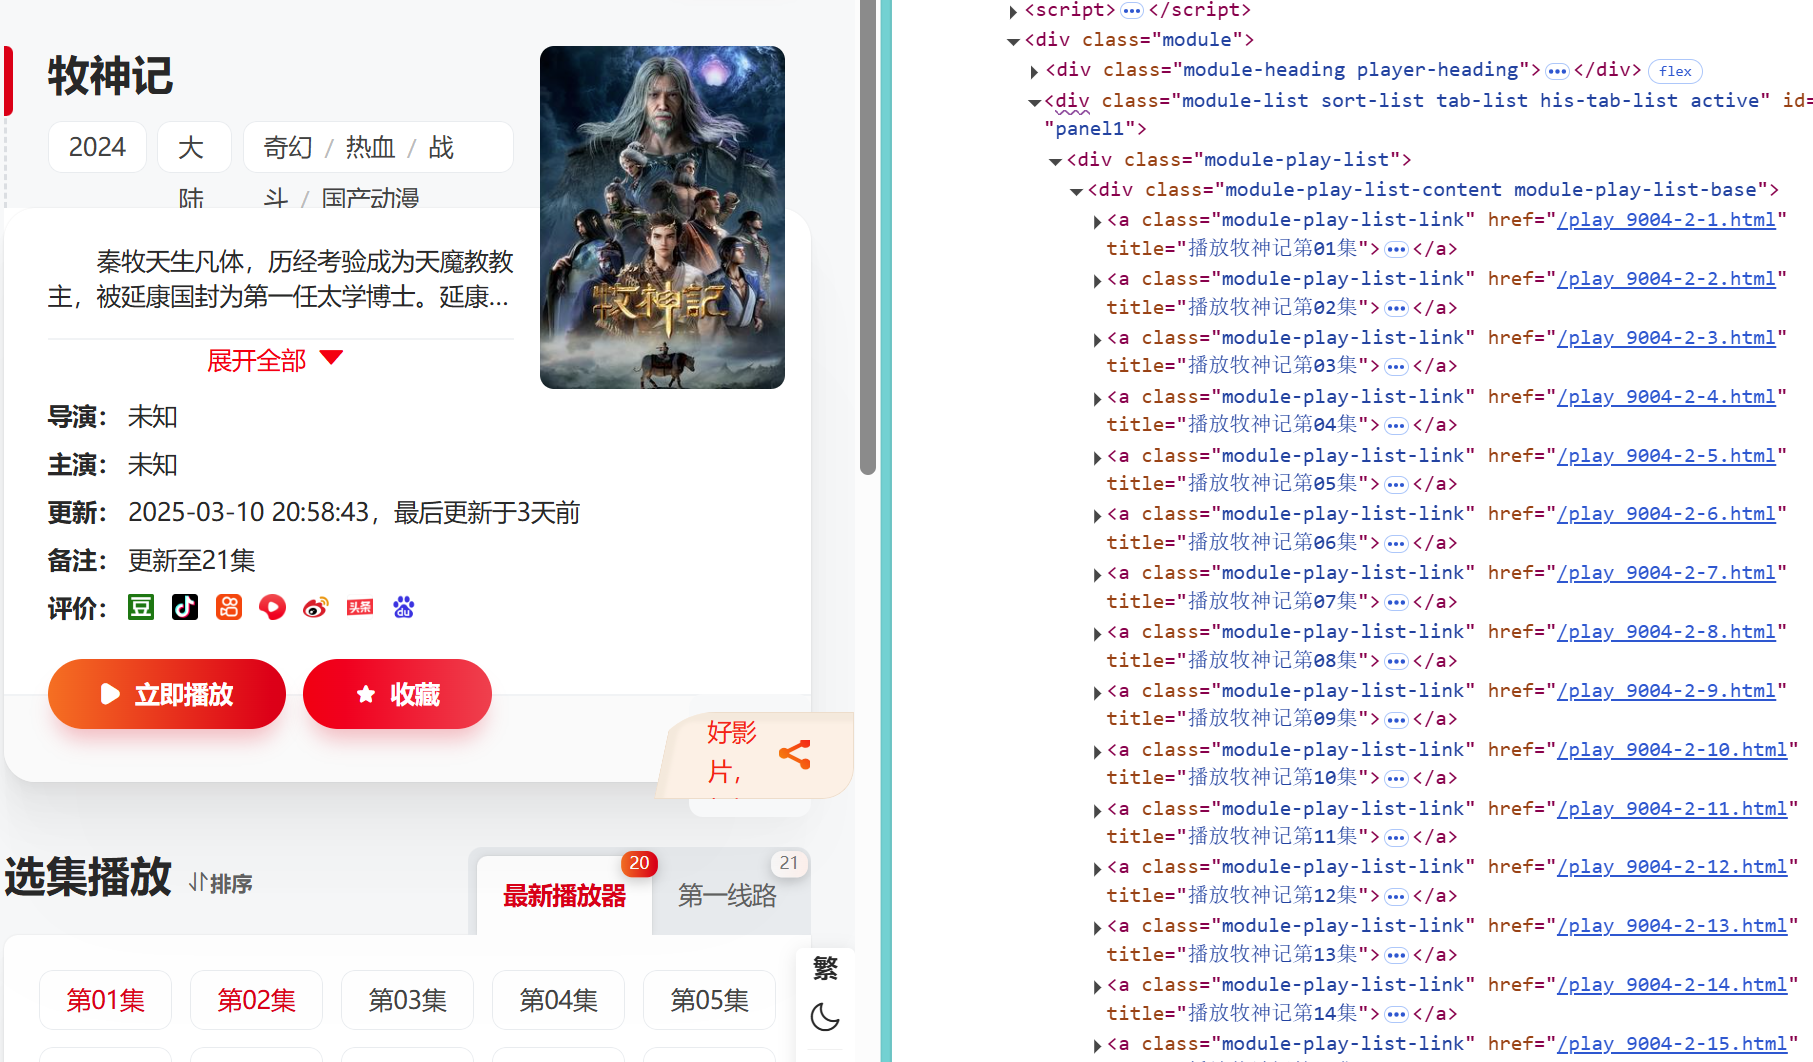 牧神记
2024
大
陆
奇幻 / 热血 / 战
斗 / 国产动漫
秦牧天生凡体，历经考验成为天魔教教
主，被延康国封为第一任太学博士。延康...
展开全部
导演： 未知
主演： 未知
更新： 2025-03-10 20:58:43，最后更新于3天前
备注： 更新至21集
评价： 豆 头条 du
立即播放
收藏
好影
片，
牧神記
选集播放 排序
最新播放器 20
第一线路 21
第01集 第02集 第03集 第04集 第05集
繁
<script> ••• </script>
<div class="module">
<div class="module-heading player-heading"> ••• </div> flex
<div class="module-list sort-list tab-list his-tab-list active" id=
"panel1">
<div class="module-play-list">
<div class="module-play-list-content module-play-list-base">
<a class="module-play-list-link" href="/play_9004-2-1.html"
title="播放牧神记第01集"> ••• </a>
<a class="module-play-list-link" href="/play_9004-2-2.html"
title="播放牧神记第02集"> ••• </a>
<a class="module-play-list-link" href="/play_9004-2-3.html"
title="播放牧神记第03集"> ••• </a>
<a class="module-play-list-link" href="/play_9004-2-4.html"
title="播放牧神记第04集"> ••• </a>
<a class="module-play-list-link" href="/play_9004-2-5.html"
title="播放牧神记第05集"> ••• </a>
<a class="module-play-list-link" href="/play_9004-2-6.html"
title="播放牧神记第06集"> ••• </a>
<a class="module-play-list-link" href="/play_9004-2-7.html"
title="播放牧神记第07集"> ••• </a>
<a class="module-play-list-link" href="/play_9004-2-8.html"
title="播放牧神记第08集"> ••• </a>
<a class="module-play-list-link" href="/play_9004-2-9.html"
title="播放牧神记第09集"> ••• </a>
<a class="module-play-list-link" href="/play_9004-2-10.html"
title="播放牧神记第10集"> ••• </a>
<a class="module-play-list-link" href="/play_9004-2-11.html"
title="播放牧神记第11集"> ••• </a>
<a class="module-play-list-link" href="/play_9004-2-12.html"
title="播放牧神记第12集"> ••• </a>
<a class="module-play-list-link" href="/play_9004-2-13.html"
title="播放牧神记第13集"> ••• </a>
<a class="module-play-list-link" href="/play_9004-2-14.html"
title="播放牧神记第14集"> ••• </a>
<a class="module-play-list-link" href="/play_9004-2-15.html"